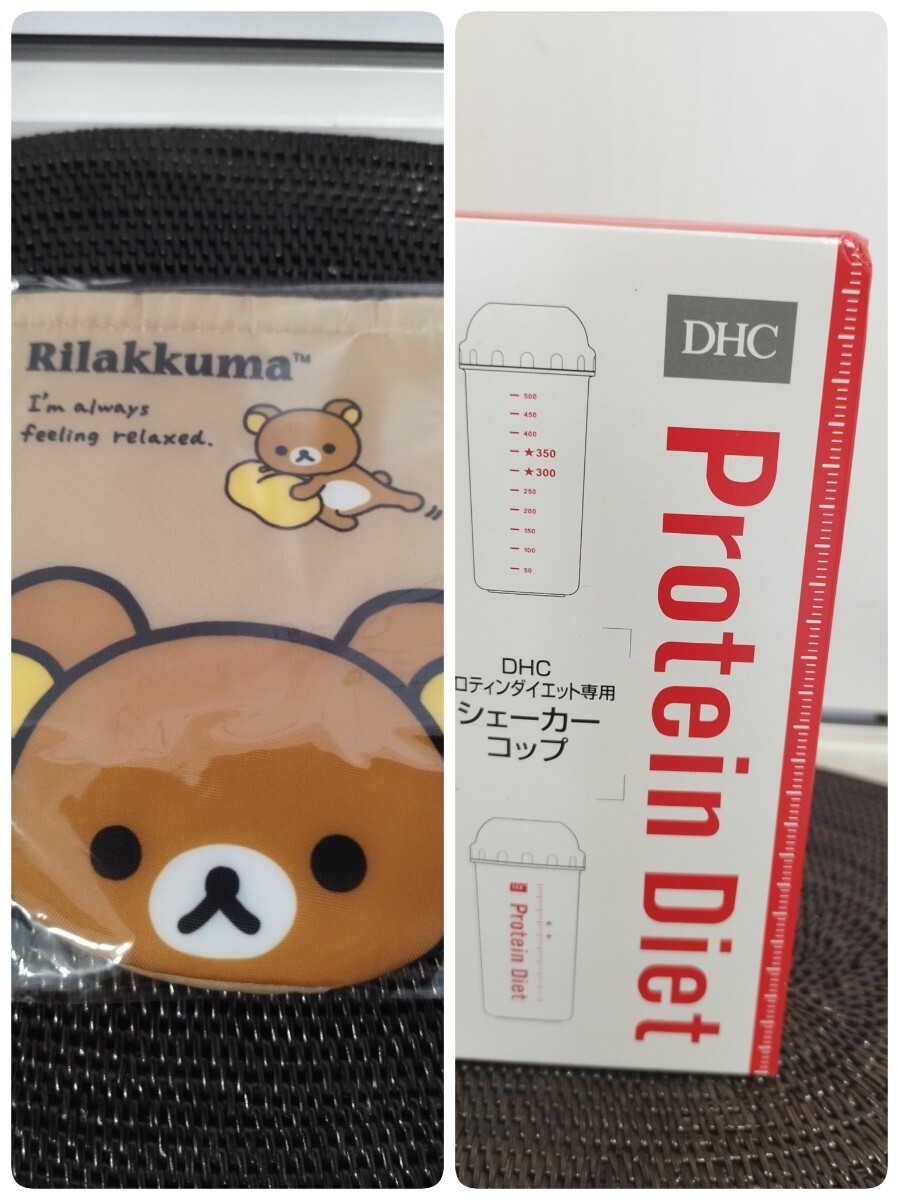 Rilakkuma™
I'm always
feeling relaxed.
DHC
Protein Diet
500
450
400
★350
★300
250
200
150
100
50
DHC
ロティンダイエット専用
シェーカー
コップ
DHC
Protein Diet